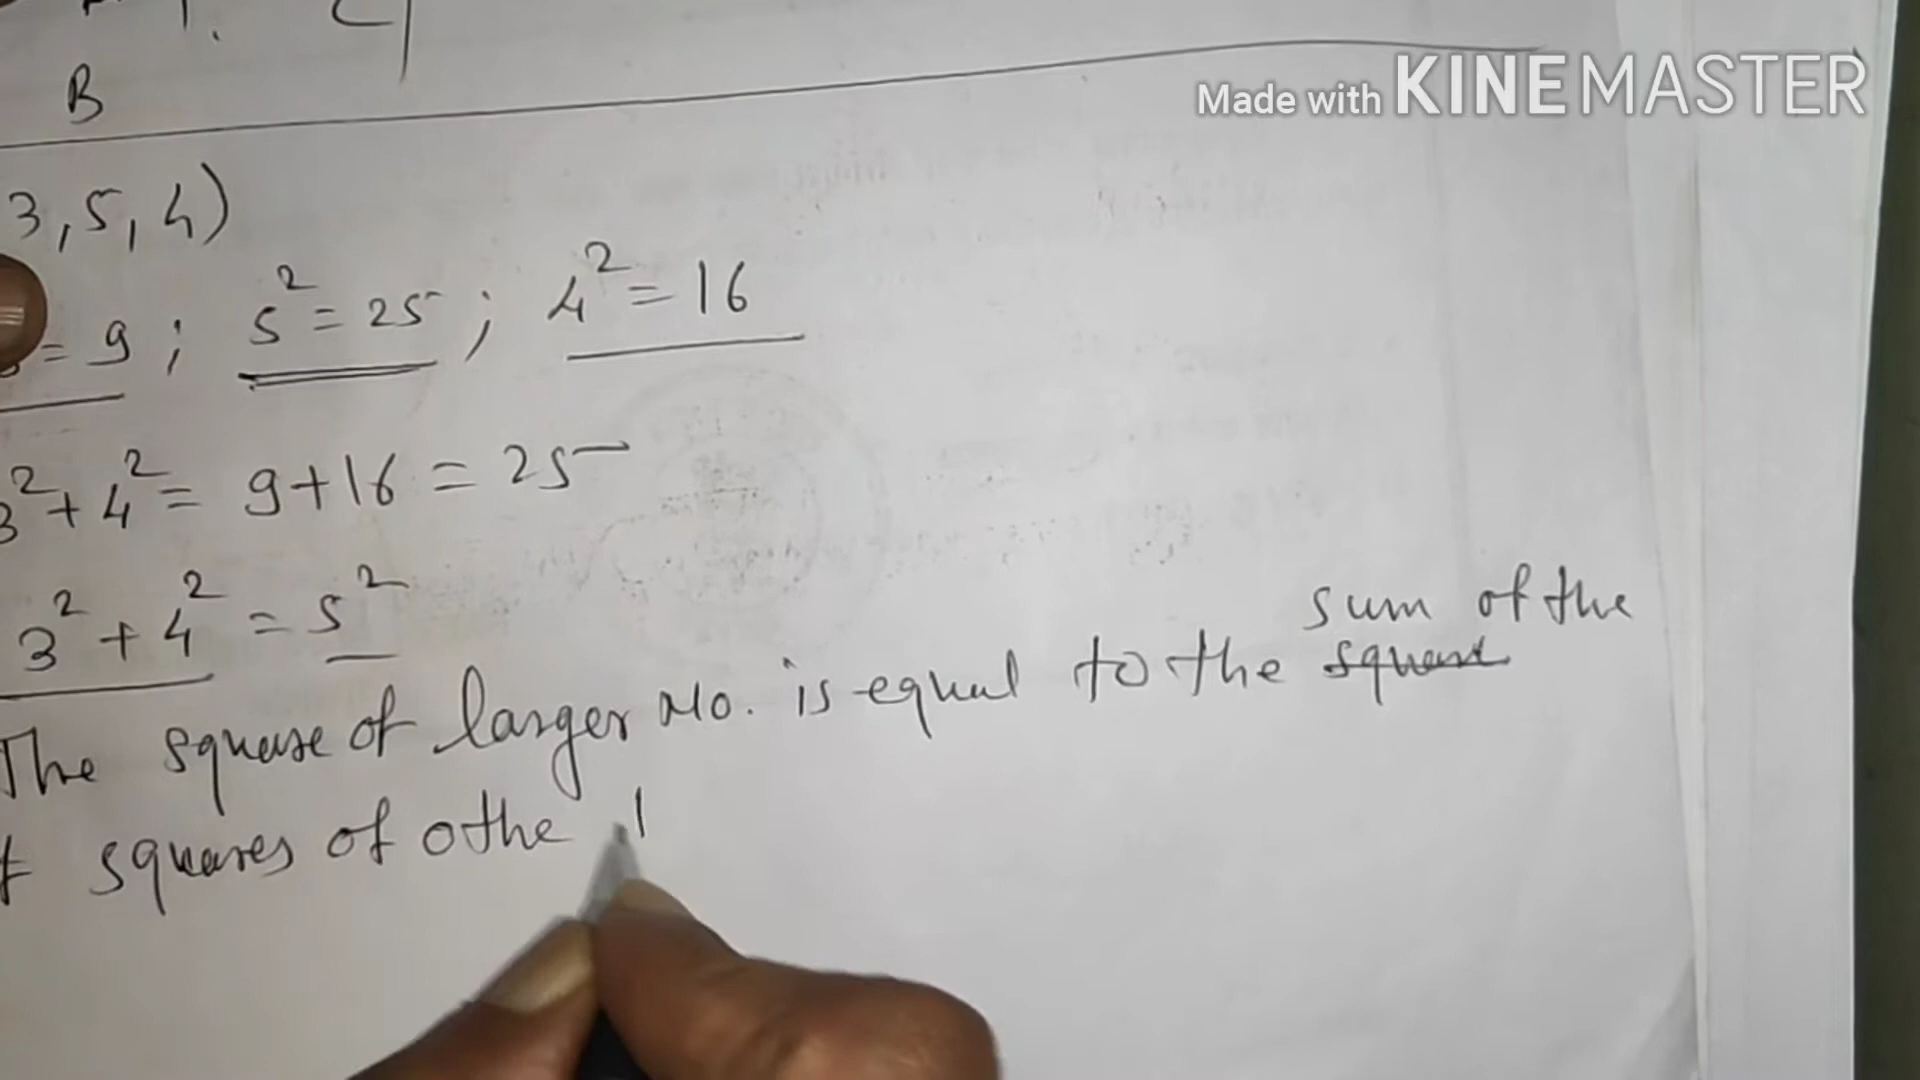 Made with KINEMASTER
B
3, 5, 4)
= 9 ; 5² = 25 ; 4² = 16
3² + 4² = 9 + 16 = 25
3² + 4² = 5²
sum of the
The square of larger No. is equal to the square
squares of othe